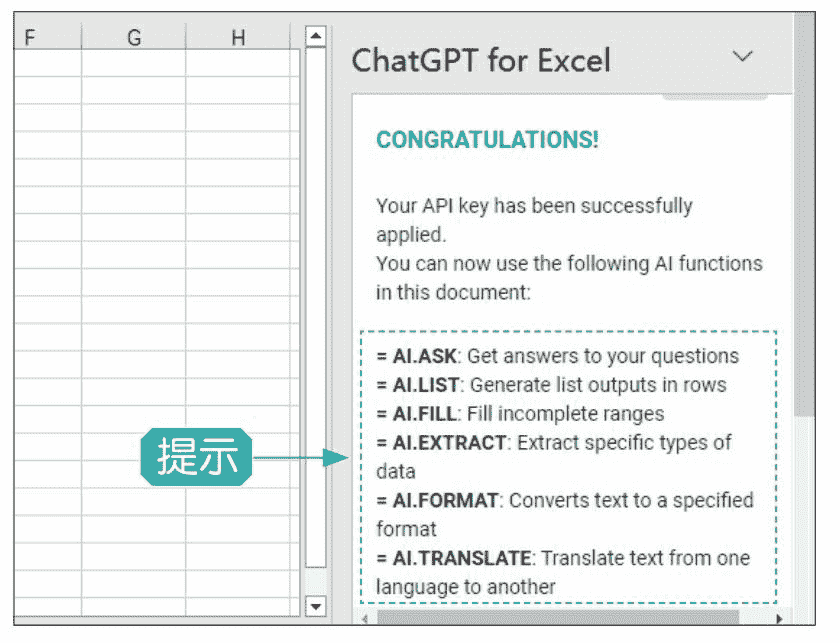 F G H
ChatGPT for Excel
CONGRATULATIONS!
Your API key has been successfully
applied.
You can now use the following AI functions
in this document:
= AI.ASK: Get answers to your questions
= AI.LIST: Generate list outputs in rows
= AI.FILL: Fill incomplete ranges
= AI.EXTRACT: Extract specific types of
data
= AI.FORMAT: Converts text to a specified
format
= AI.TRANSLATE: Translate text from one
language to another
提示